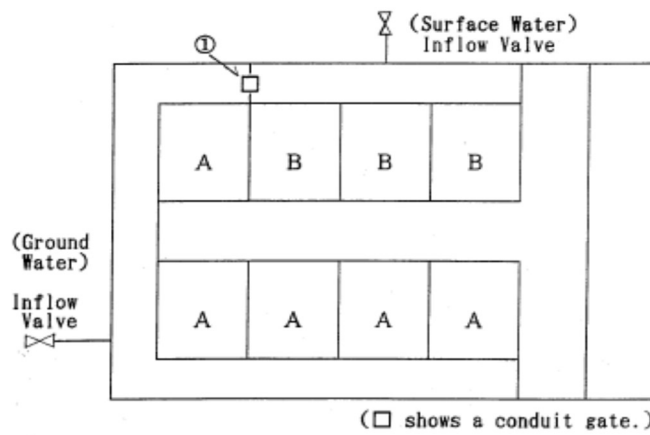 (Surface Water)
Inflow Valve
①
A B B B
(Ground
Water)
Inflow
Valve
A A A A
(□ shows a conduit gate.)